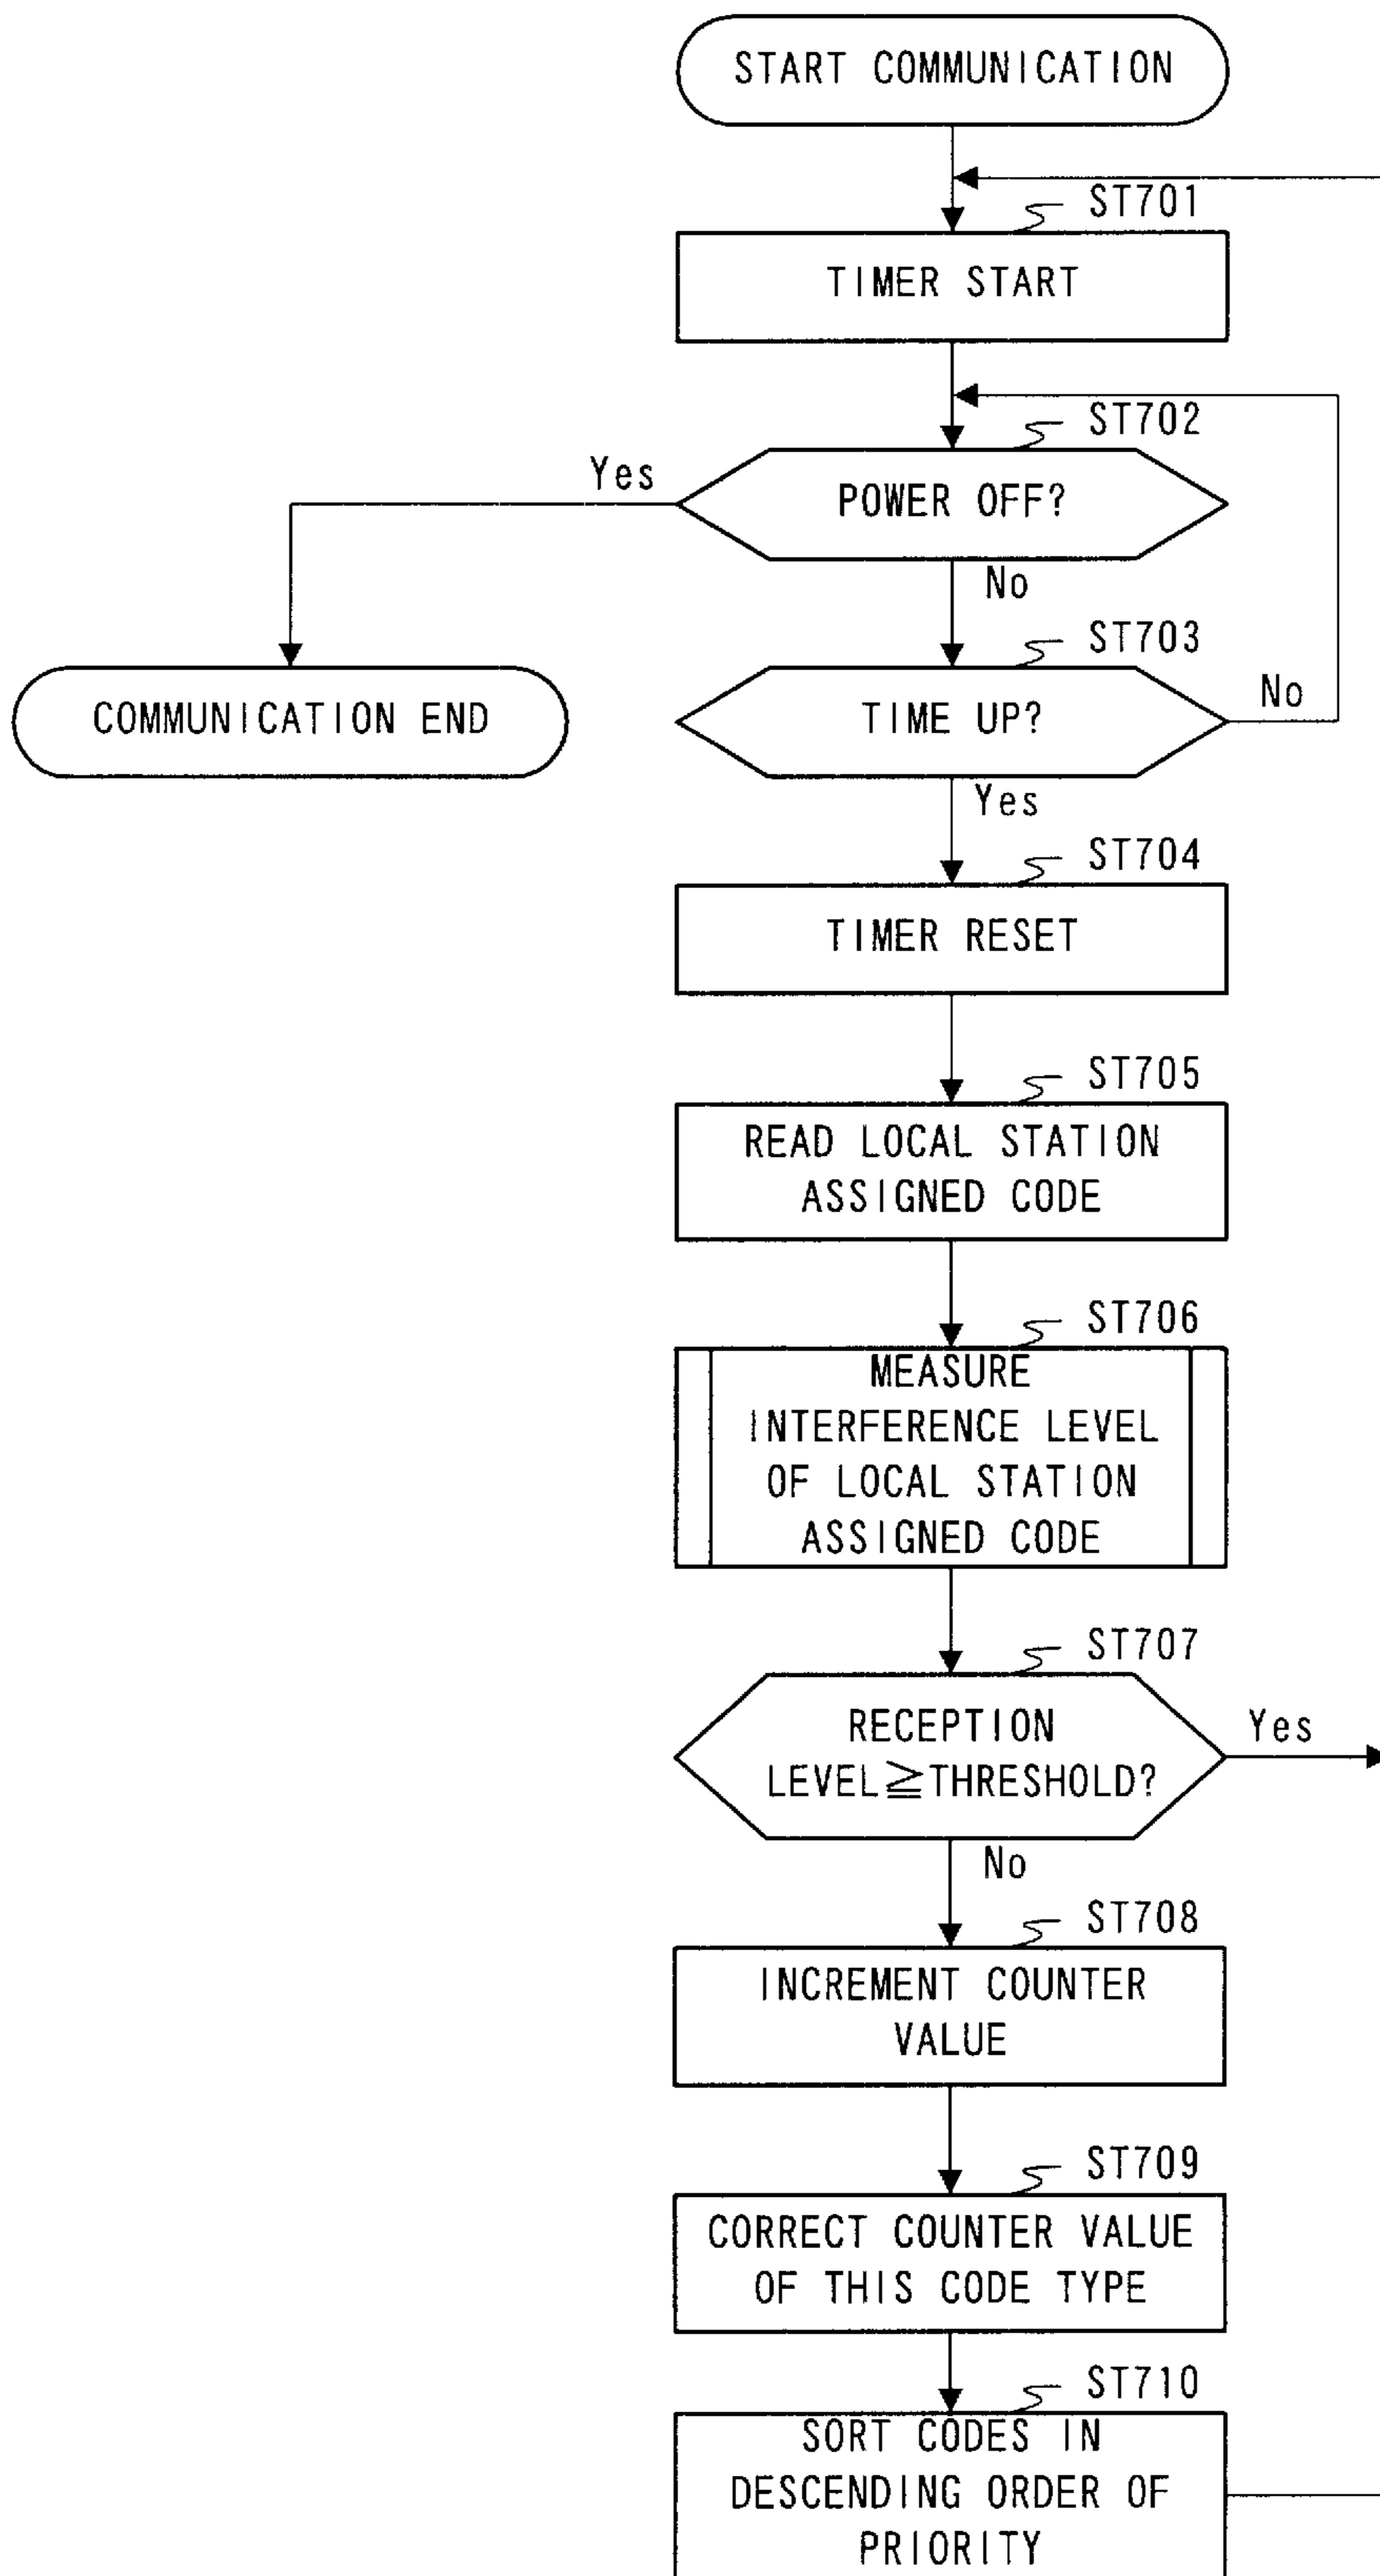 START COMMUNICATION
ST701
TIMER START
ST702
Yes
POWER OFF?
No
ST703
COMMUNICATION END
TIME UP?
No
Yes
ST704
TIMER RESET
ST705
READ LOCAL STATION
ASSIGNED CODE
ST706
MEASURE
INTERFERENCE LEVEL
OF LOCAL STATION
ASSIGNED CODE
ST707
RECEPTION
LEVEL≧THRESHOLD?
Yes
No
ST708
INCREMENT COUNTER
VALUE
ST709
CORRECT COUNTER VALUE
OF THIS CODE TYPE
ST710
SORT CODES IN
DESCENDING ORDER OF
PRIORITY